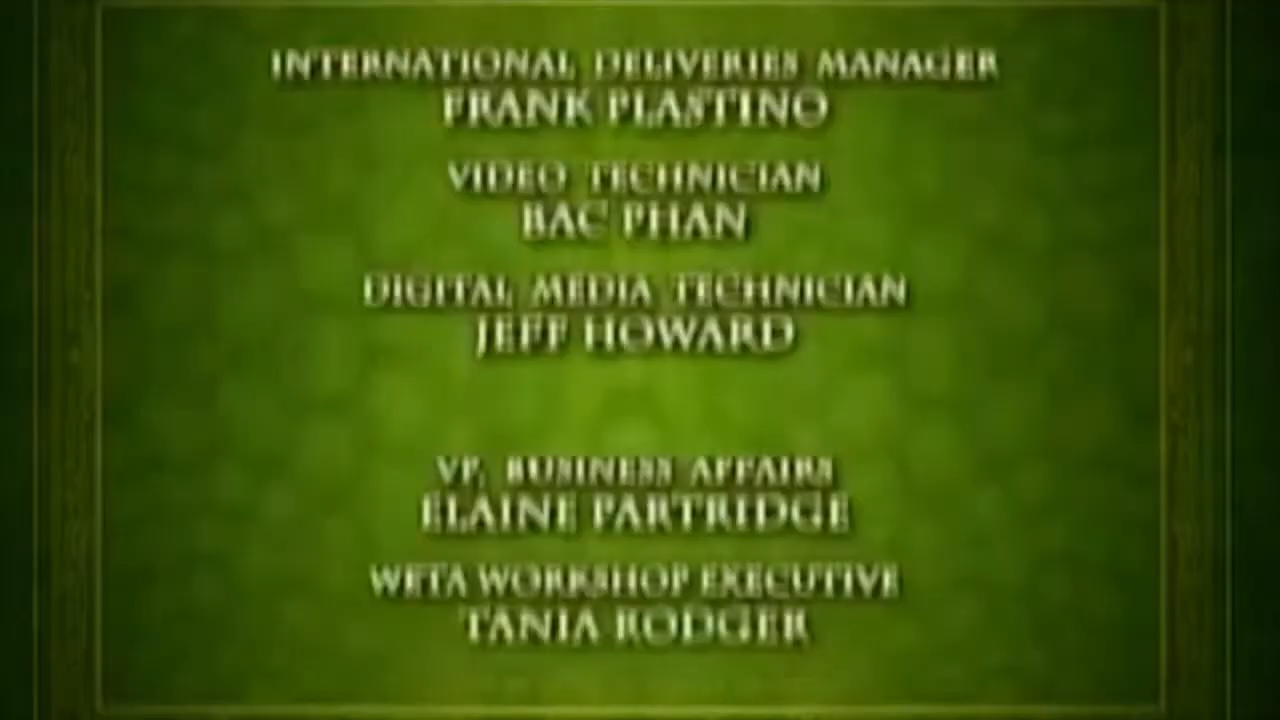 INTERNATIONAL DELIVERIES MANAGER
FRANK PLASTINO
VIDEO TECHNICIAN
BAC PHAN
DIGITAL MEDIA TECHNICIAN
JEFF HOWARD
VP, BUSINESS AFFAIRS
ELAINE PARTRIDGE
WETA WORKSHOP EXECUTIVE
TANIA RODGER